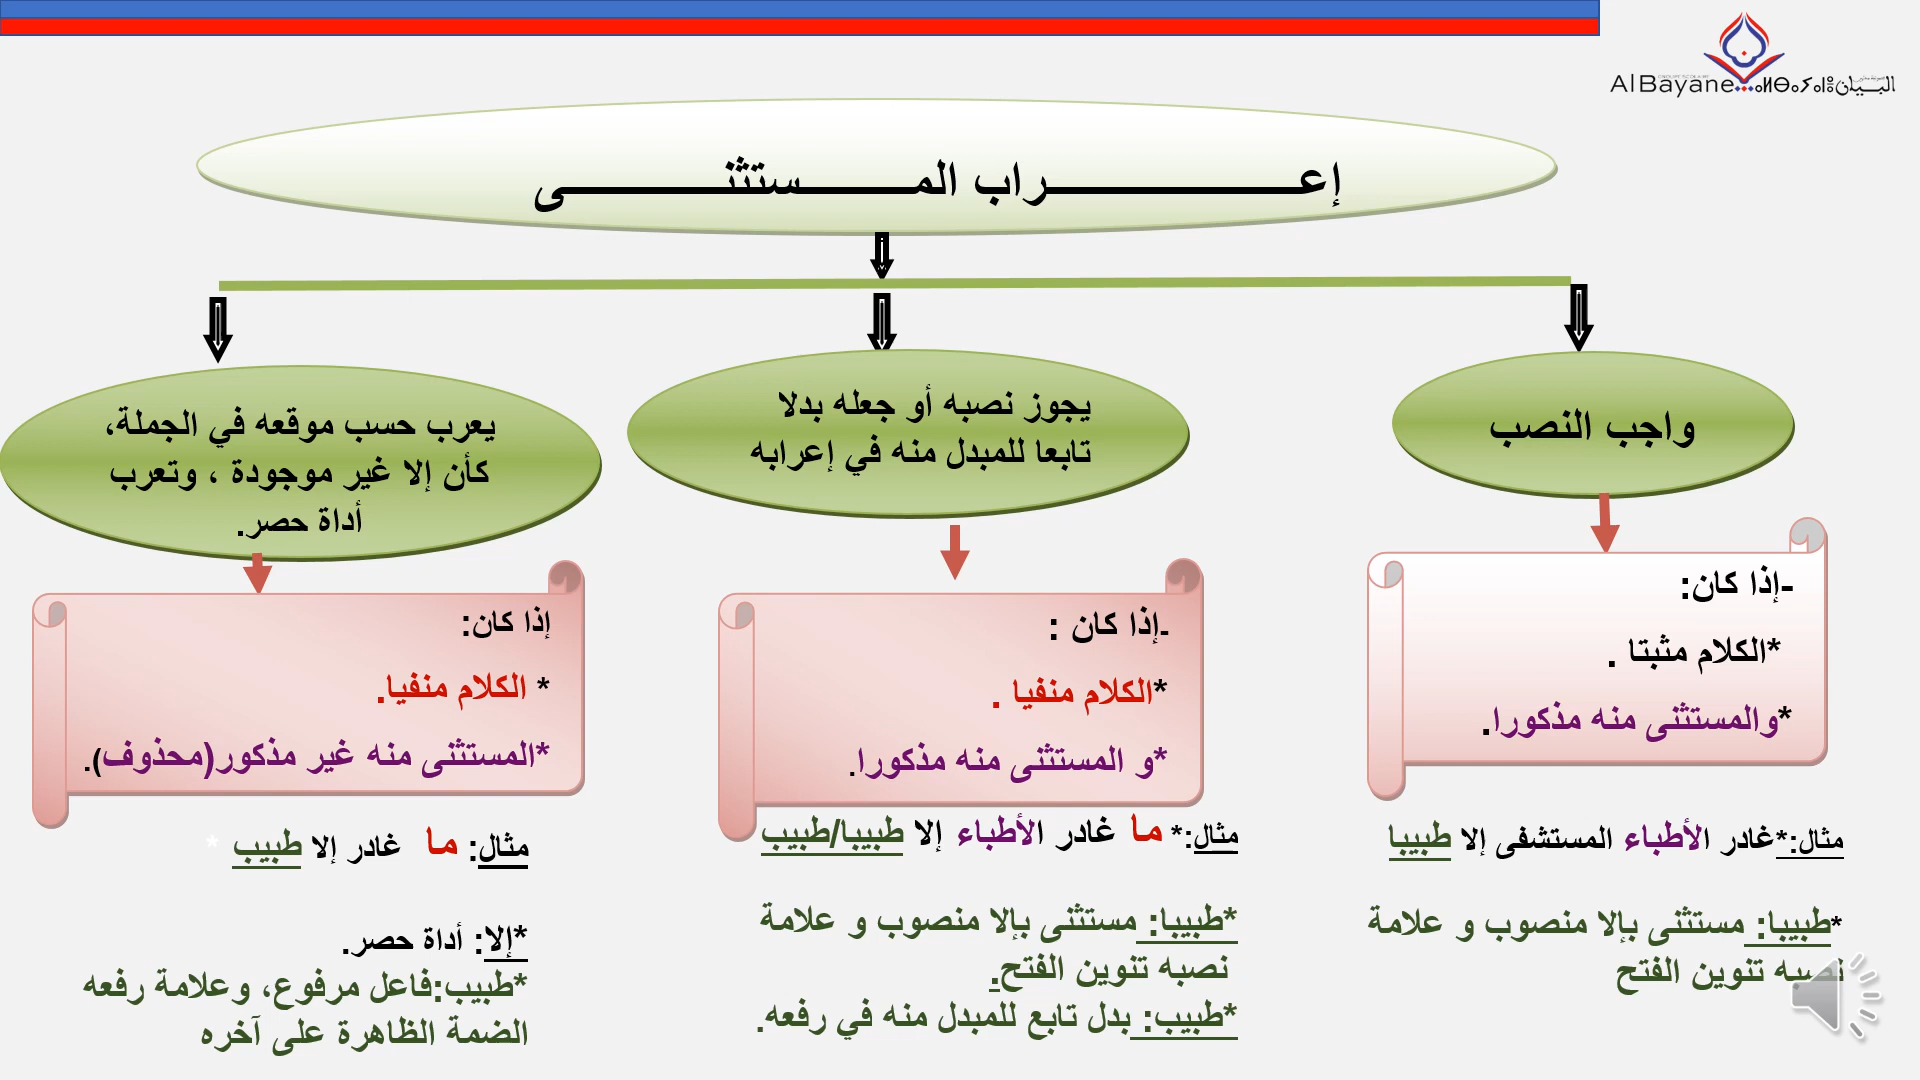 AlBayane
البيان
إعراب المستثنى
واجب النصب
-إذا كان:
*الكلام مثبتا .
*والمستثنى منه مذكورا.
مثال:*غادر الأطباء المستشفى إلا طبيبا
*طبيبا: مستثنى بإلا منصوب و علامة
نصبه تنوين الفتح
يجوز نصبه أو جعله بدلا
تابعا للمبدل منه في إعرابه
-إذا كان :
*الكلام منفيا .
*و المستثنى منه مذكورا.
مثال:* ما غادر الأطباء إلا طبيبا/طبيب
*طبيبا: مستثنى بإلا منصوب و علامة
نصبه تنوين الفتح.
*طبيب: بدل تابع للمبدل منه في رفعه.
يعرب حسب موقعه في الجملة،
كأن إلا غير موجودة ، وتعرب
أداة حصر.
إذا كان:
* الكلام منفيا.
*المستثنى منه غير مذكور(محذوف).
مثال: ما غادر إلا طبيب *
*إلا: أداة حصر.
*طبيب:فاعل مرفوع، وعلامة رفعه
الضمة الظاهرة على آخره